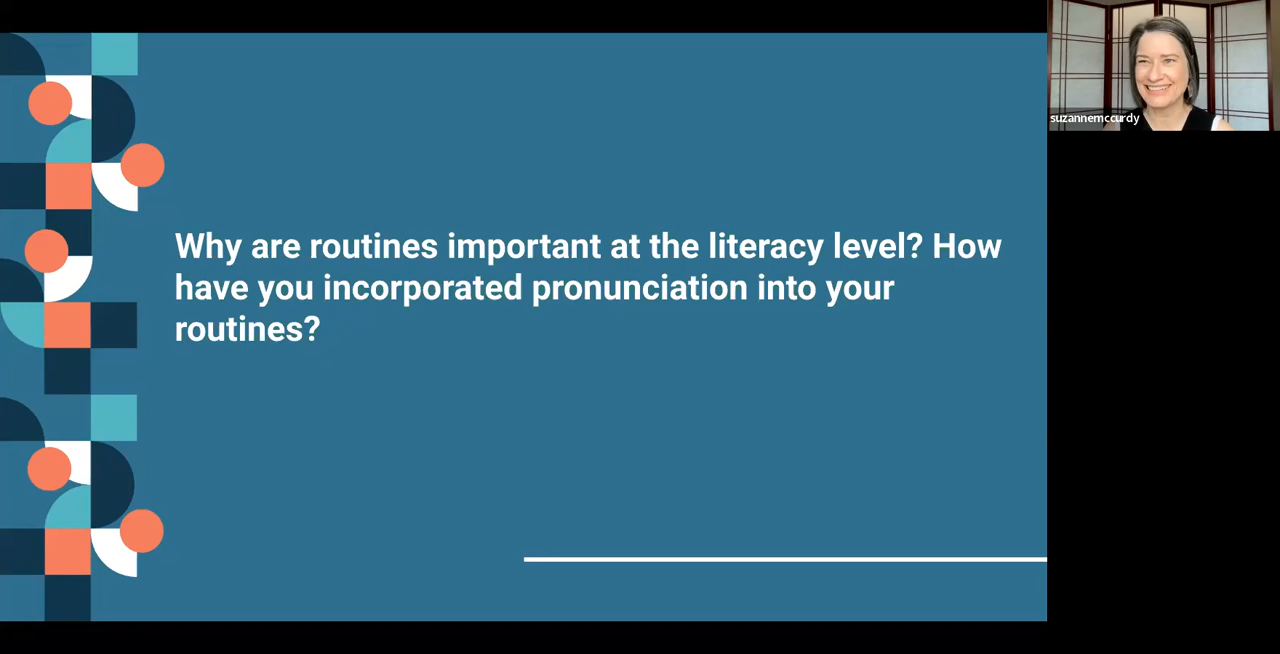 Why are routines important at the literacy level? How
have you incorporated pronunciation into your
routines?
suzannemccurdy